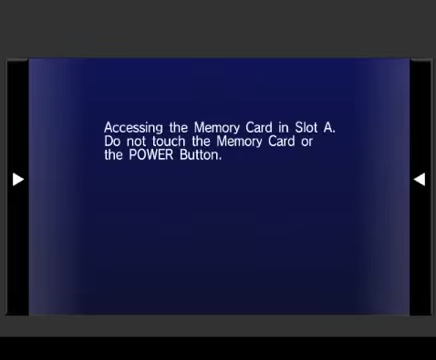 Accessing the Memory Card in Slot A.
Do not touch the Memory Card or
the POWER Button.